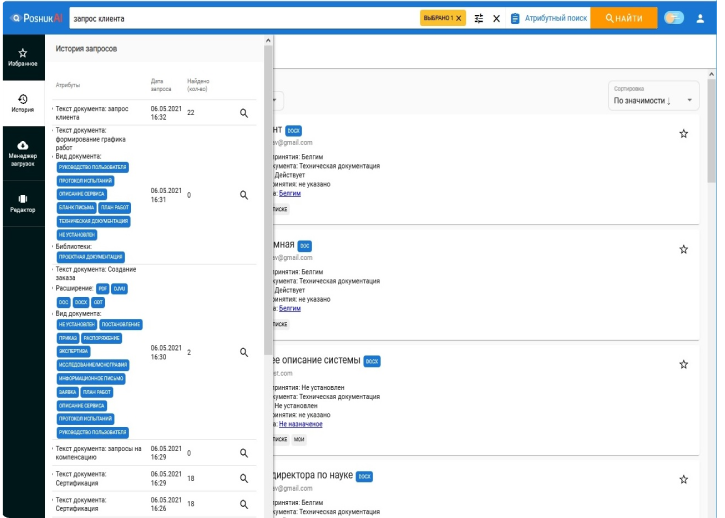 PoshukAI
запрос клиента
ВЫБРАНО 1 X
Атрибутный поиск
НАЙТИ
Избранное
История
Менеджер загрузок
Редактор
История запросов
Атрибуты
Дата запроса
Найдено (кол-во)
Текст документа: запрос клиента
06.05.2021 16:32
22
Текст документа: формирование графика работ
Вид документа:
РУКОВОДСТВО ПОЛЬЗОВАТЕЛЯ
ПРОТОКОЛ ИСПЫТАНИЙ
ОПИСАНИЕ СЕРВИСА
БЛАНК ПИСЬМА ПЛАН РАБОТ
ТЕХНИЧЕСКАЯ ДОКУМЕНТАЦИЯ
НЕ УСТАНОВЛЕН
Библиотеки:
ПРОЕКТНАЯ ДОКУМЕНТАЦИЯ
06.05.2021 16:31
0
Текст документа: Создание заказа
Расширение: PDF DJVU
DOC DOCX ODT
Вид документа:
НЕ УСТАНОВЛЕН ПОСТАНОВЛЕНИЕ
ПРИКАЗ РАСПОРЯЖЕНИЕ
ЭКСПЕРТИЗА
ИССЛЕДОВАНИЕ/МОНОГРАФИЯ
ИНФОРМАЦИОННОЕ ПИСЬМО
ЗАЯВКА ПЛАН РАБОТ
ОПИСАНИЕ СЕРВИСА
ПРОТОКОЛ ИСПЫТАНИЙ
РУКОВОДСТВО ПОЛЬЗОВАТЕЛЯ
06.05.2021 16:30
2
Текст документа: запросы на компенсацию
06.05.2021 16:29
0
Текст документа: Сертификация
06.05.2021 16:29
18
Текст документа: Сертификация
06.05.2021 16:26
18
Сортировка
По значимости ↓
НТ DOCX
av@gmail.com
ринятия: Белгим
кумента: Техническая документация
Действует
ринятия: не указано
а: Белгим
ПИСКЕ
МНАЯ DOC
av@gmail.com
ринятия: Белгим
кумента: Техническая документация
Действует
ринятия: не указано
а: Белгим
ПИСКЕ
ее описание системы DOCX
st.com
ринятия: Не установлен
кумента: Техническая документация
Не установлен
ринятия: не указано
а: Не назначеное
ПИСКЕ МОИ
директора по науке DOCX
v@gmail.com
ринятия: Белгим
кумента: Техническая документация